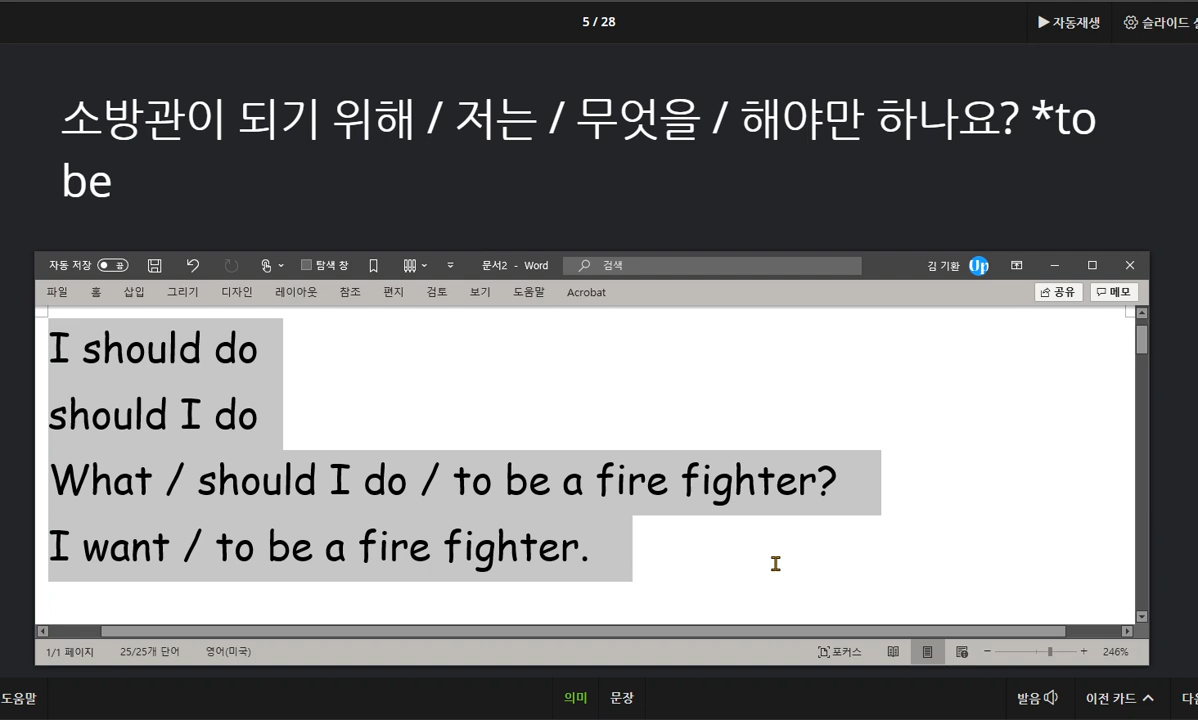 5 / 28
자동재생
슬라이드
소방관이 되기 위해 / 저는 / 무엇을 / 해야만 하나요? *to
be
자동 저장 끔
탐색 창
문서2 - Word
검색
김 기환
Up
파일 홈 삽입 그리기 디자인 레이아웃 참조 편지 검토 보기 도움말 Acrobat
공유 메모
I should do
should I do
What / should I do / to be a fire fighter?
I want / to be a fire fighter.
1/1 페이지 25/25개 단어 영어(미국) 포커스 246%
도움말 의미 문장 발음 이전 카드